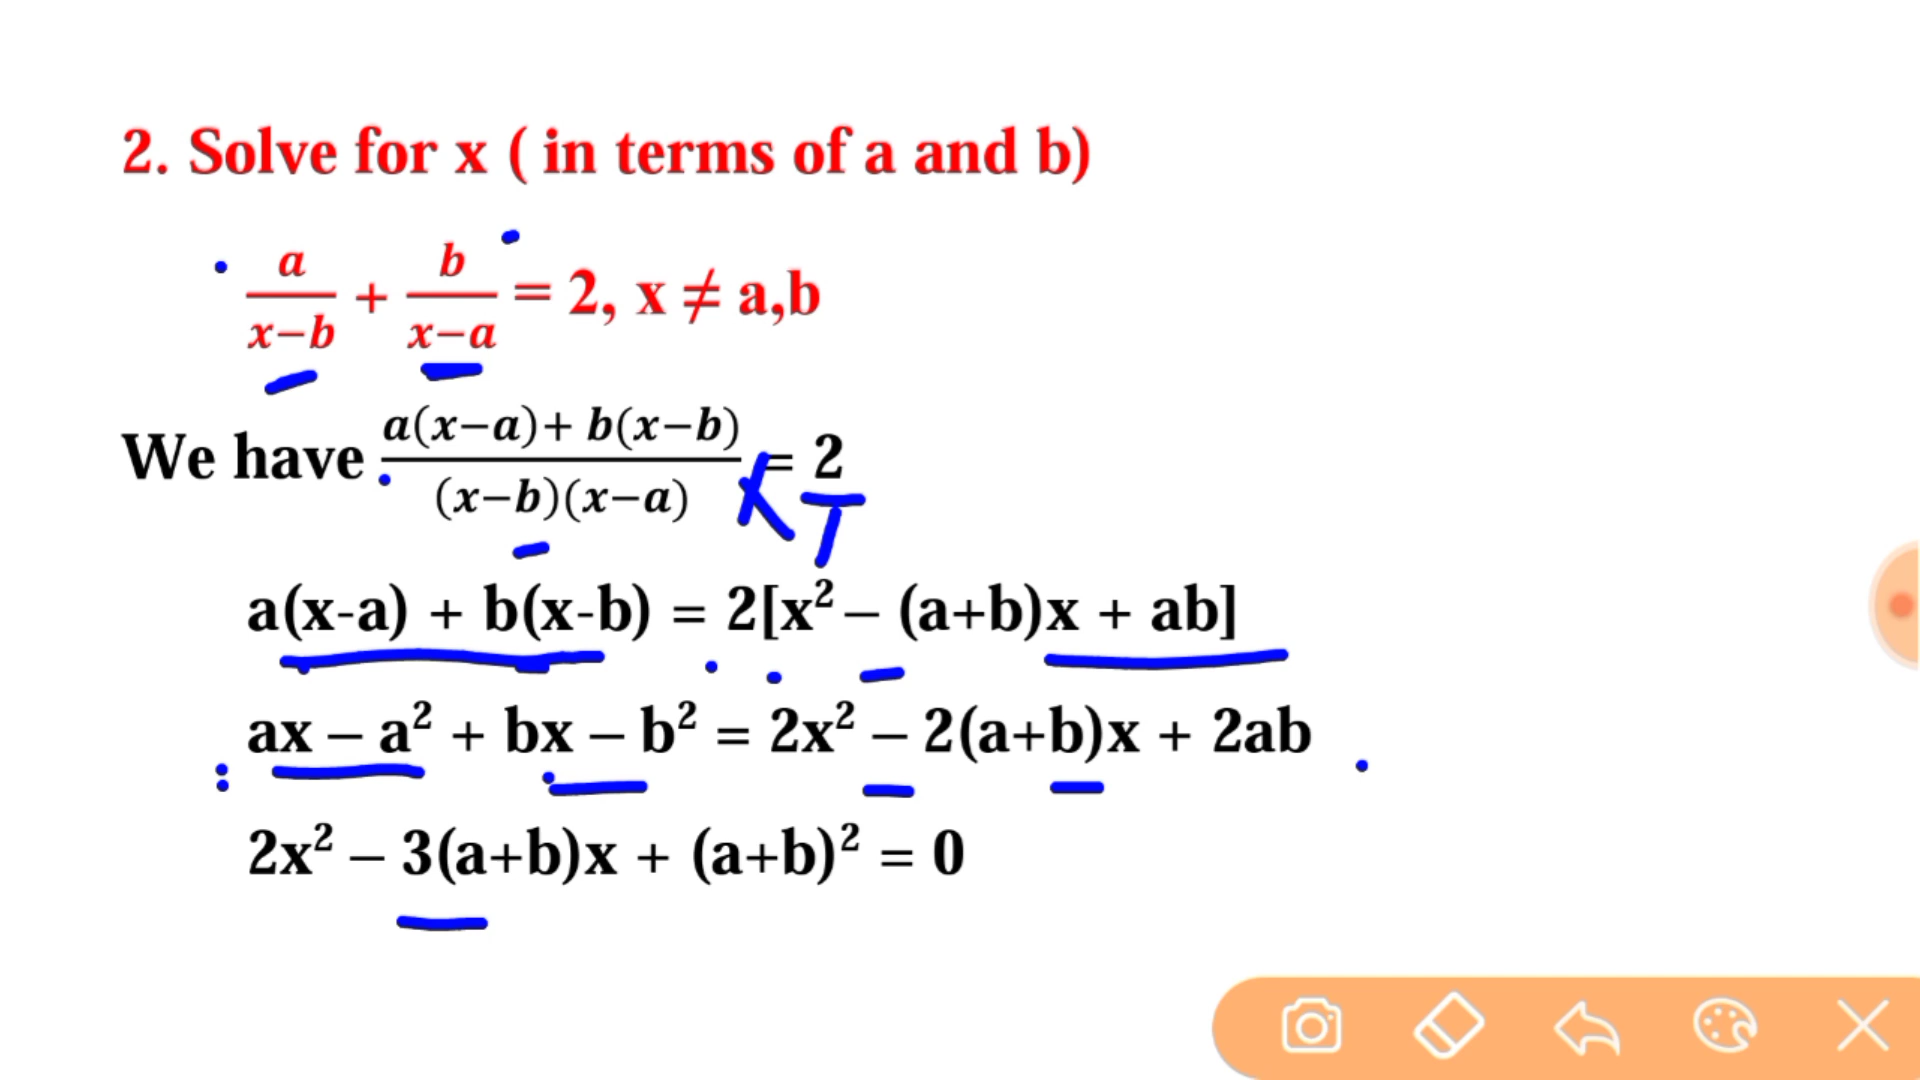 2. Solve for x ( in terms of a and b)
a/(x−b) + b/(x−a) = 2, x ≠ a,b
We have (a(x−a)+ b(x−b))/((x−b)(x−a)) = 2
a(x-a) + b(x-b) = 2[x² – (a+b)x + ab]
ax – a² + bx – b² = 2x² – 2(a+b)x + 2ab
2x² – 3(a+b)x + (a+b)² = 0